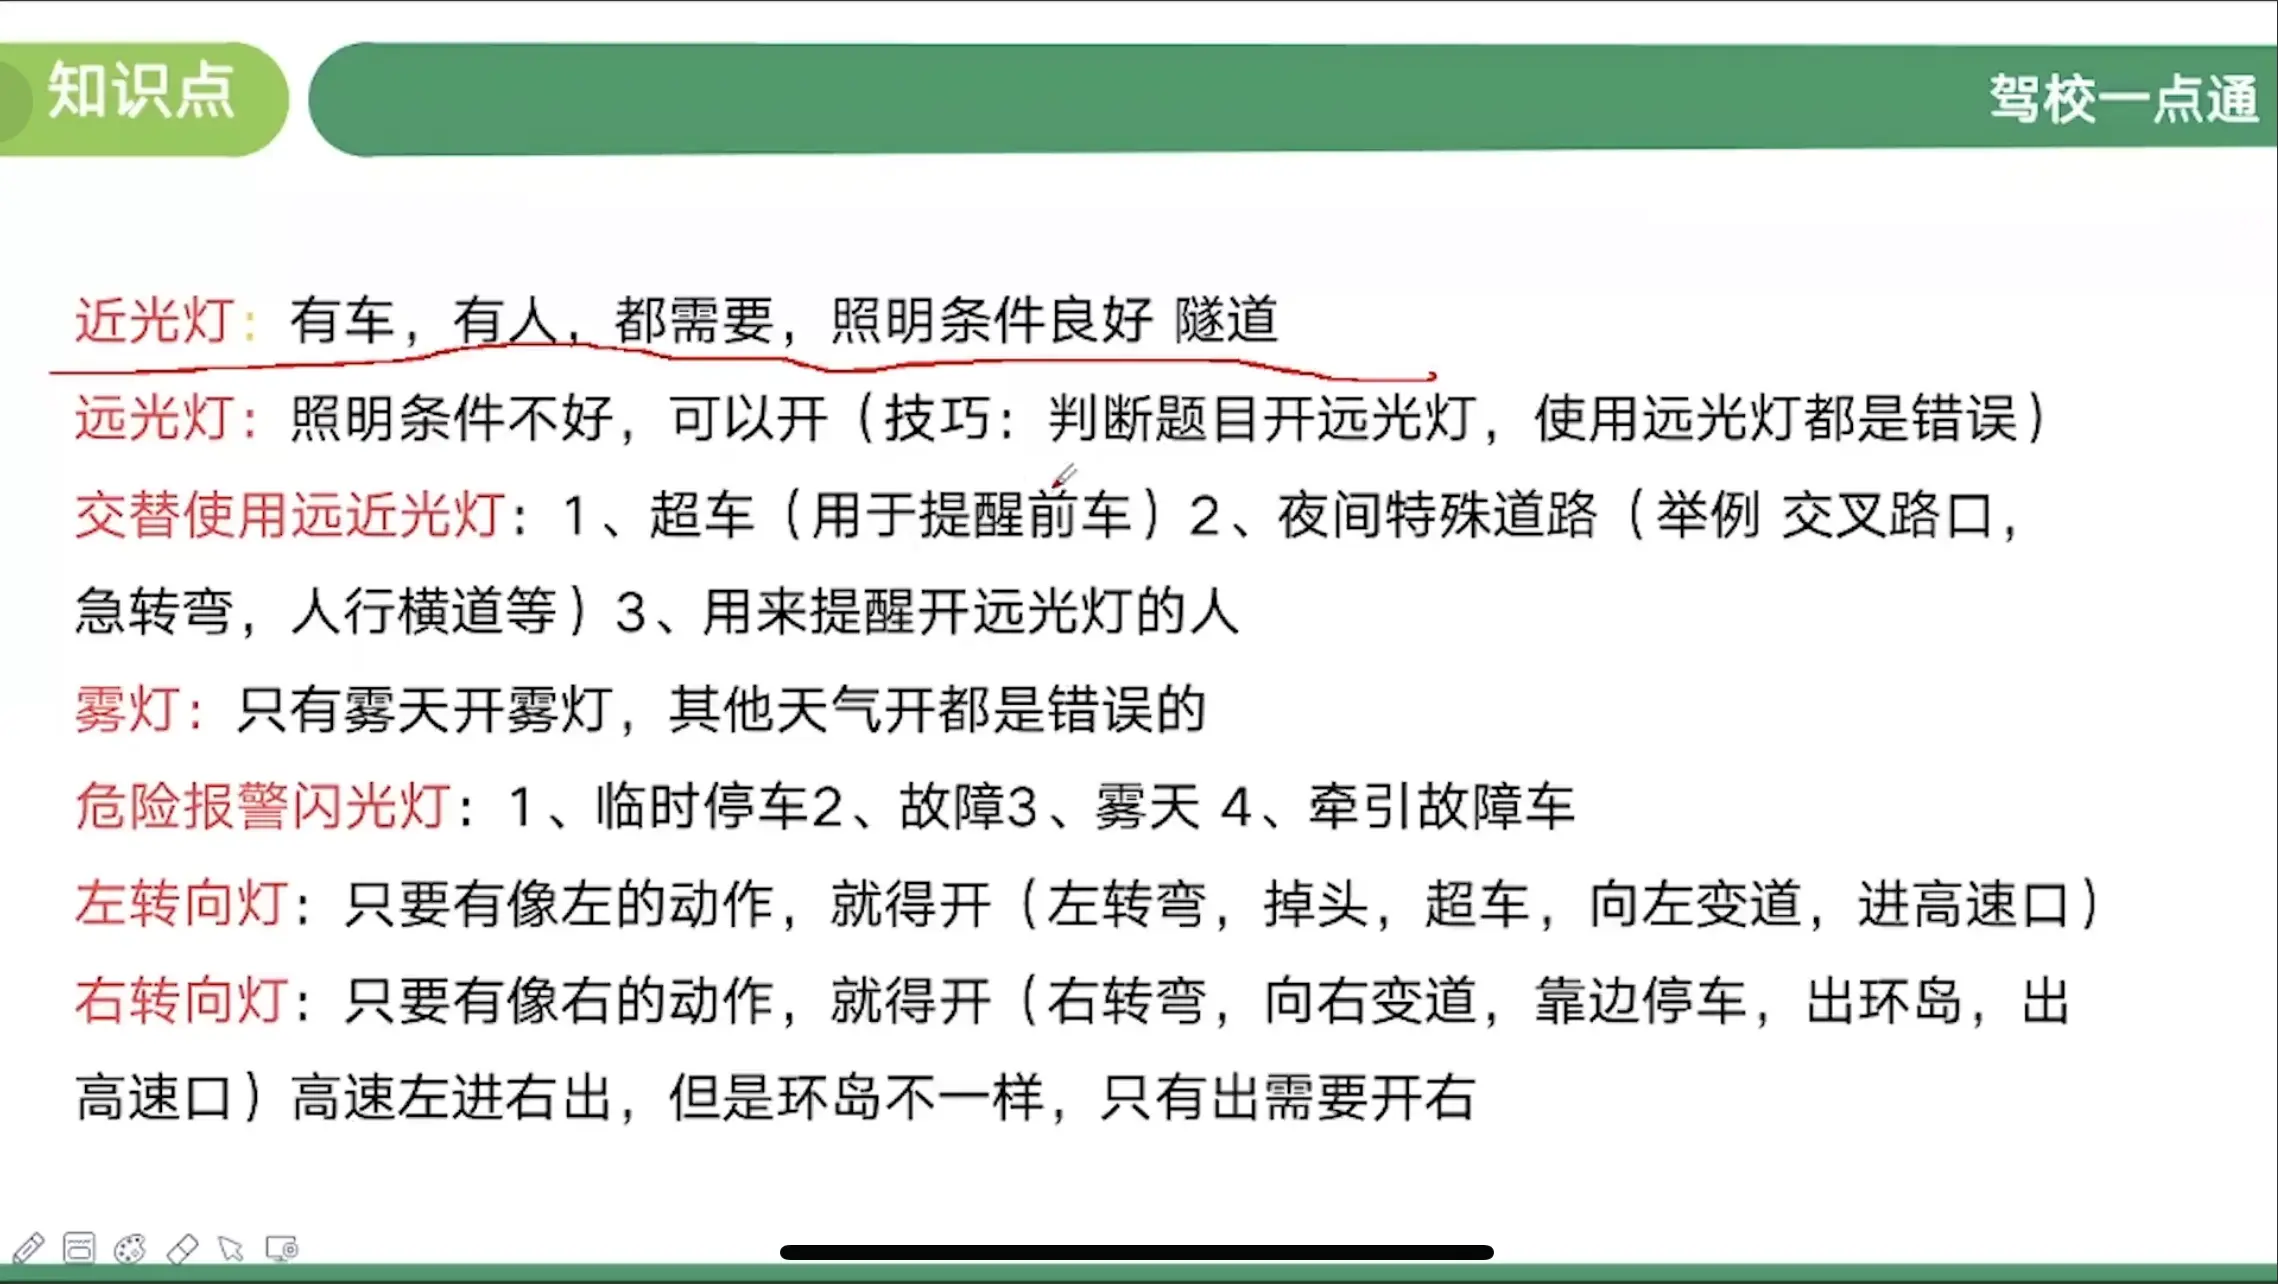 知识点
驾校一点通
近光灯：有车，有人，都需要，照明条件良好 隧道
远光灯：照明条件不好，可以开（技巧：判断题目开远光灯，使用远光灯都是错误）
交替使用远近光灯：1、超车（用于提醒前车）2、夜间特殊道路（举例 交叉路口，
急转弯，人行横道等）3、用来提醒开远光灯的人
雾灯：只有雾天开雾灯，其他天气开都是错误的
危险报警闪光灯：1、临时停车2、故障3、雾天 4、牵引故障车
左转向灯：只要有像左的动作，就得开（左转弯，掉头，超车，向左变道，进高速口）
右转向灯：只要有像右的动作，就得开（右转弯，向右变道，靠边停车，出环岛，出
高速口）高速左进右出，但是环岛不一样，只有出需要开右